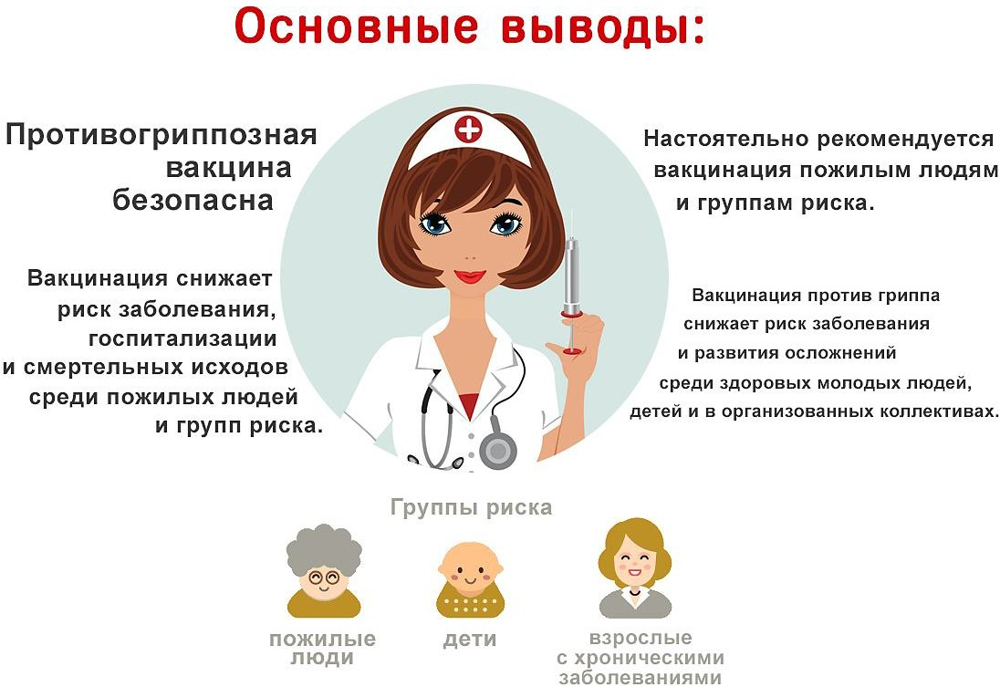 Основные выводы:
Противогриппозная
вакцина
безопасна
Вакцинация снижает
риск заболевания,
госпитализации
и смертельных исходов
среди пожилых людей
и групп риска.
Настоятельно рекомендуется
вакцинация пожилым людям
и группам риска.
Вакцинация против гриппа
снижает риск заболевания
и развития осложнений
среди здоровых молодых людей,
детей и в организованных коллективах.
Группы риска
пожилые
люди
дети
взрослые
с хроническими
заболеваниями